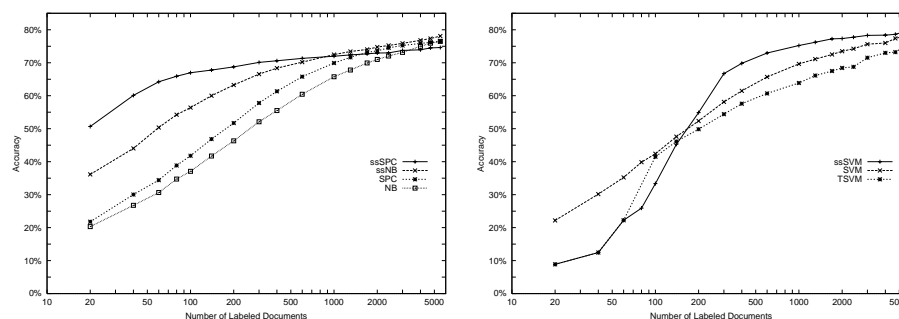 80%
70%
60%
50%
40%
30%
20%
10%
0%
Accuracy
ssSPC
ssNB
SPC
NB
10 20 50 100 200 500 1000 2000 5000
Number of Labeled Documents
80%
70%
60%
50%
40%
30%
20%
10%
0%
Accuracy
ssSVM
SVM
TSVM
10 20 50 100 200 500 1000 2000 5000
Number of Labeled Documents